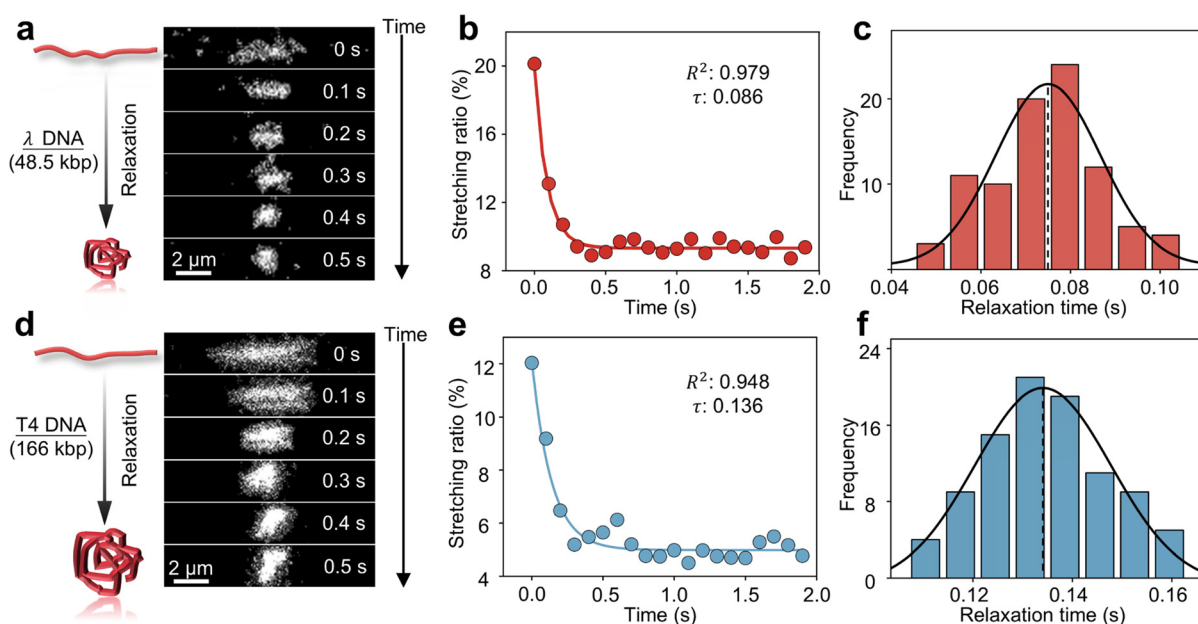 a
λ DNA
(48.5 kbp)
Relaxation
Time
0 s
0.1 s
0.2 s
0.3 s
0.4 s
0.5 s
2 μm
b
Stretching ratio (%)
20
16
12
8
R²: 0.979
τ: 0.086
0.0 0.5 1.0 1.5 2.0
Time (s)
c
Frequency
20
10
0.04 0.06 0.08 0.10
Relaxation time (s)
d
T4 DNA
(166 kbp)
Relaxation
Time
0 s
0.1 s
0.2 s
0.3 s
0.4 s
0.5 s
2 μm
e
Stretching ratio (%)
12
10
8
6
4
R²: 0.948
τ: 0.136
0.0 0.5 1.0 1.5 2.0
Time (s)
f
Frequency
24
16
8
0
0.12 0.14 0.16
Relaxation time (s)